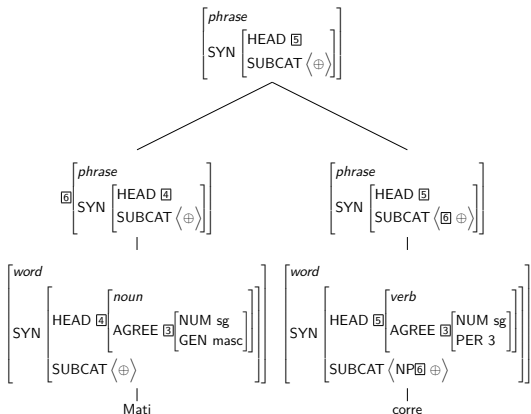 phrase
SYN HEAD 5
SUBCAT ⟨⊕⟩
phrase
6 SYN HEAD 4
SUBCAT ⟨⊕⟩
phrase
SYN HEAD 5
SUBCAT ⟨6 ⊕⟩
word
SYN HEAD 4 noun
AGREE 3 NUM sg
GEN masc
SUBCAT ⟨⊕⟩
Mati
word
SYN HEAD 5 verb
AGREE 3 NUM sg
PER 3
SUBCAT ⟨NP6 ⊕⟩
corre